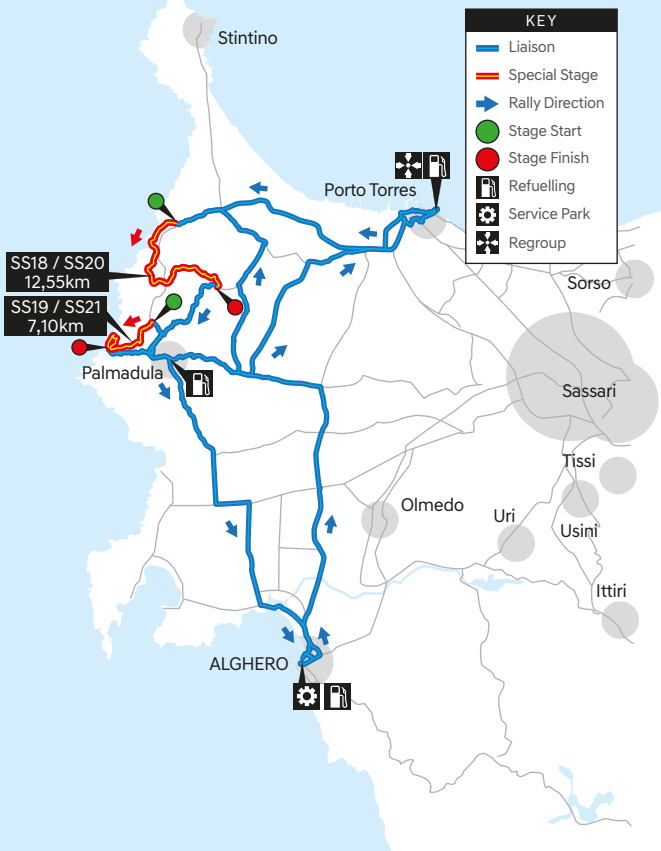 KEY
Liaison
Special Stage
Rally Direction
Stage Start
Stage Finish
Refuelling
Service Park
Regroup
Stintino
Porto Torres
SS18 / SS20
12,55km
SS19 / SS21
7,10km
Palmadula
Sorso
Sassari
Tissi
Olmedo
Uri
Usini
Ittiri
ALGHERO